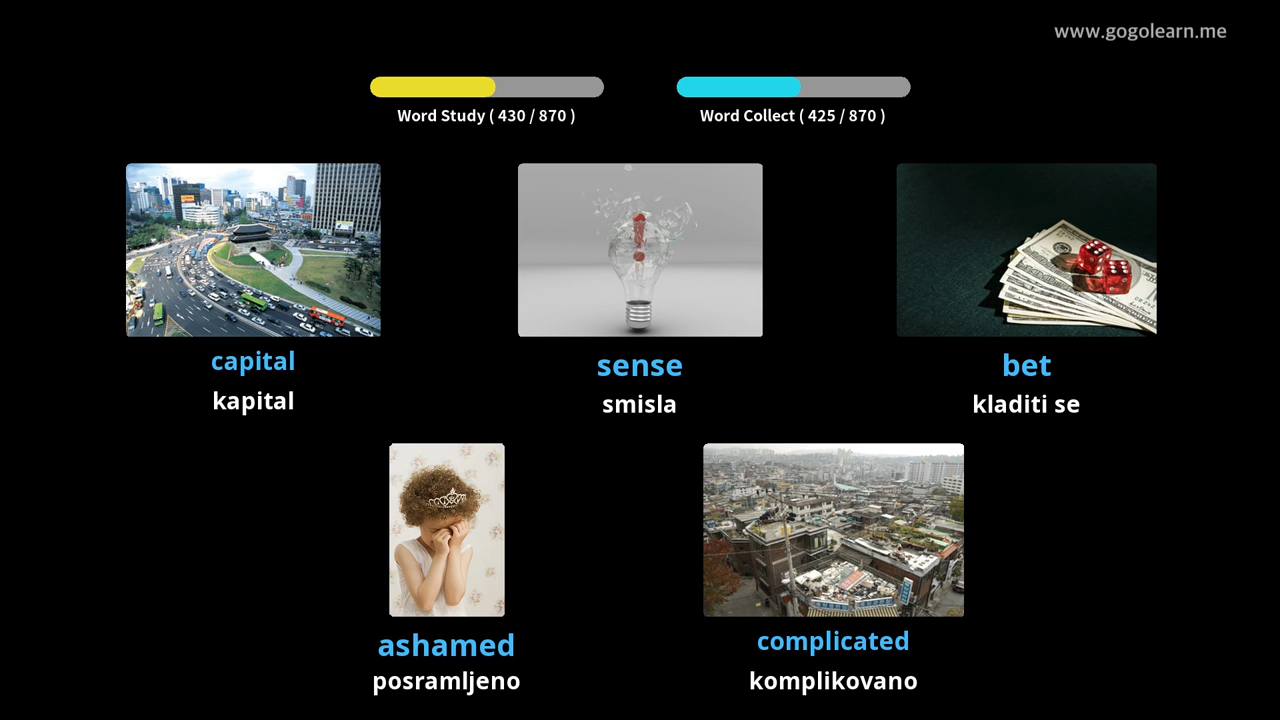 www.gogolearn.me
Word Study ( 430 / 870 )
Word Collect ( 425 / 870 )
capital
kapital
sense
smisla
bet
kladiti se
ashamed
posramljeno
complicated
komplikovano